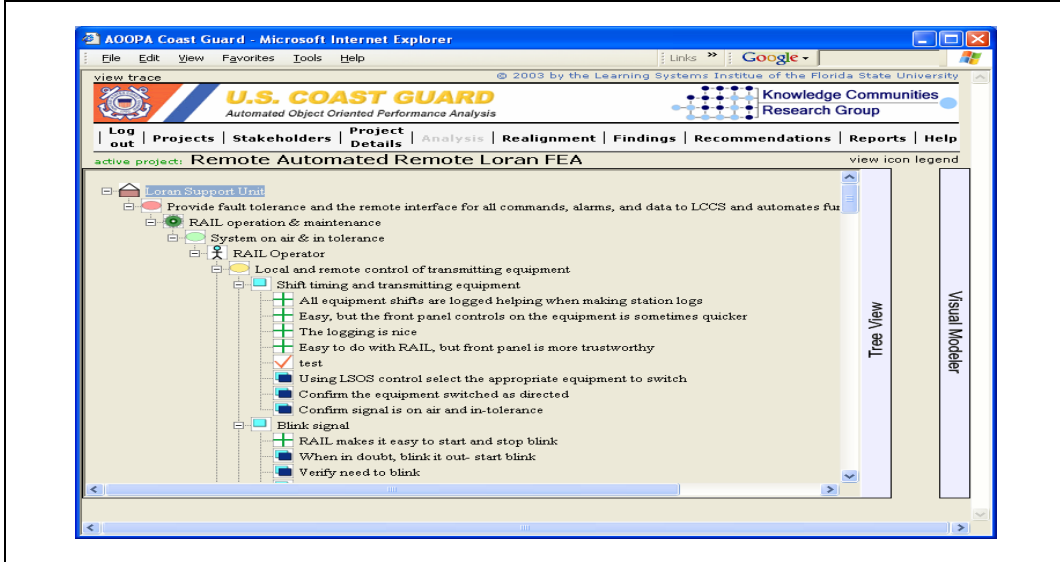 AOOPA Coast Guard - Microsoft Internet Explorer
File Edit View Favorites Tools Help Links » Google
view trace © 2003 by the Learning Systems Institue of the Florida State University
U.S. COAST GUARD
Automated Object Oriented Performance Analysis
Knowledge Communities
Research Group
| Log out | Projects | Stakeholders | Project Details | Analysis | Realignment | Findings | Recommendations | Reports | Help
active project: Remote Automated Remote Loran FEA view icon legend
Loran Support Unit
Provide fault tolerance and the remote interface for all commands, alarms, and data to LCCS and automates fur
RAIL operation & maintenance
System on air & in tolerance
RAIL Operator
Local and remote control of transmitting equipment
Shift timing and transmitting equipment
All equipment shifts are logged helping when making station logs
Easy, but the front panel controls on the equipment is sometimes quicker
The logging is nice
Easy to do with RAIL, but front panel is more trustworthy
test
Using LSOS control select the appropriate equipment to switch
Confirm the equipment switched as directed
Confirm signal is on air and in-tolerance
Blink signal
RAIL makes it easy to start and stop blink
When in doubt, blink it out- start blink
Verify need to blink
Tree View
Visual Modeler